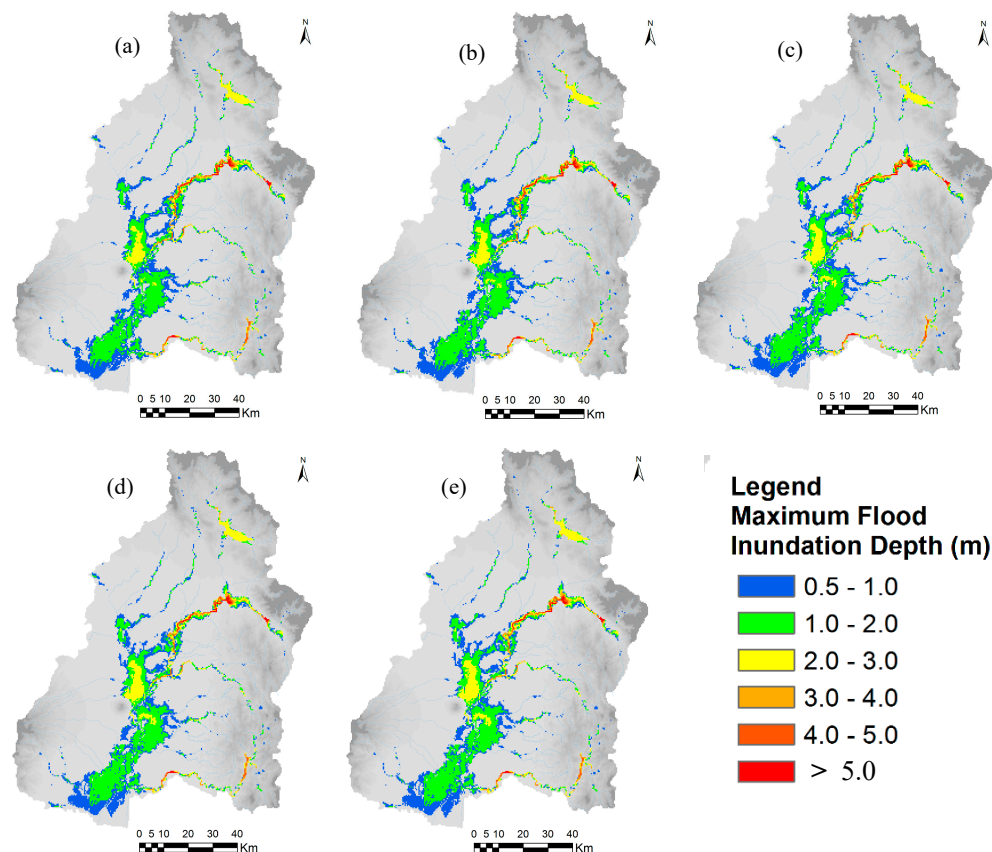 N
(a)
0 5 10 20 30 40
Km
N
(b)
0 5 10 20 30 40
Km
N
(c)
0 5 10 20 30 40
Km
N
(d)
0 5 10 20 30 40
Km
N
(e)
0 5 10 20 30 40
Km
Legend
Maximum Flood
Inundation Depth (m)
0.5 - 1.0
1.0 - 2.0
2.0 - 3.0
3.0 - 4.0
4.0 - 5.0
> 5.0